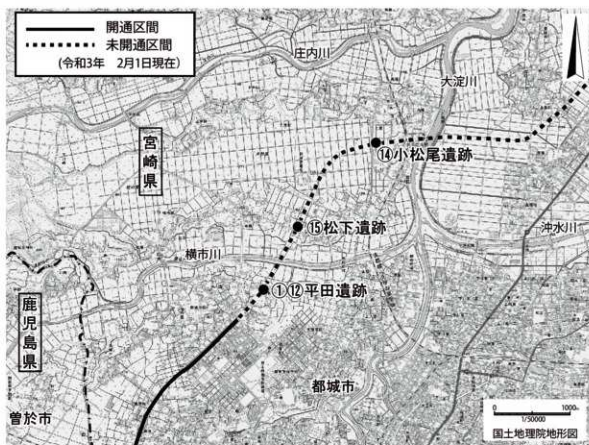 開通区間
未開通区間
(令和3年 2月1日現在)
庄内川
大淀川
宮崎県
⑭小松尾遺跡
⑮松下遺跡
横市川
沖水川
①⑫平田遺跡
鹿児島県
都城市
曽於市
0 1000m
1/50000
国土地理院地形図